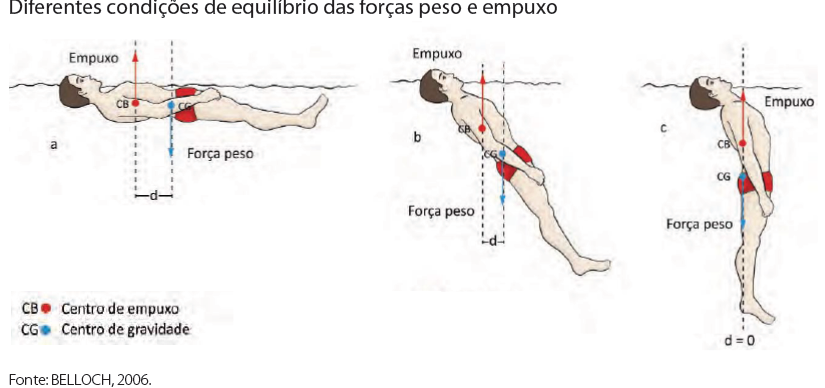 Diferentes condições de equilíbrio das forças peso e empuxo
Empuxo
CB
CG
a
Força peso
d
Empuxo
b
CB
CG
Força peso
d
Empuxo
c
CB
CG
Força peso
d = 0
CB Centro de empuxo
CG Centro de gravidade
Fonte: BELLOCH, 2006.